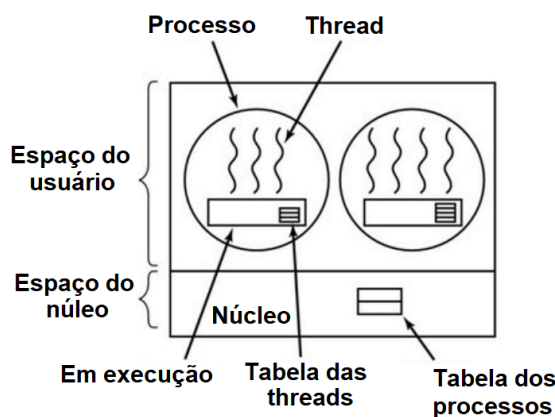 Processo
Thread
Espaço do
usuário
Espaço do
núleo
Núcleo
Em execução
Tabela das
threads
Tabela dos
processos